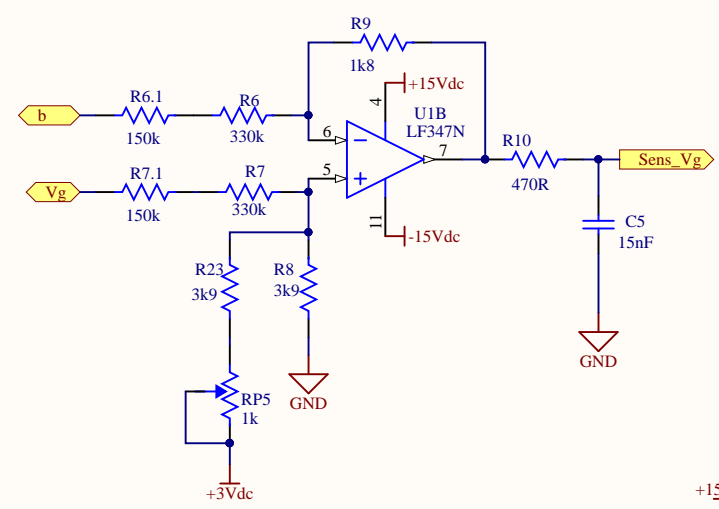 R9
1k8
+15Vdc
4
U1B
LF347N
b
R6.1
150k
R6
330k
6
7
R10
470R
Sens_Vg
Vg
R7.1
150k
R7
330k
5
11
-15Vdc
C5
15nF
GND
R23
3k9
R8
3k9
GND
RP5
1k
+3Vdc
+15